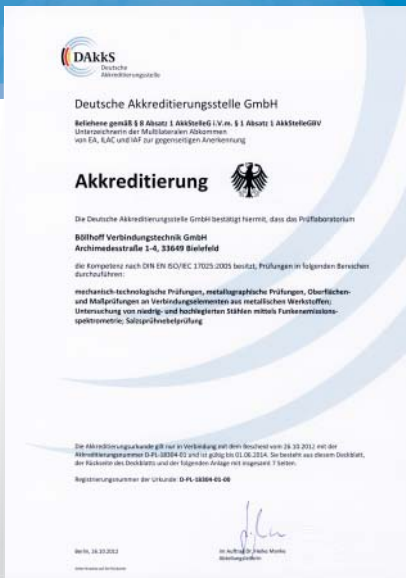 DAkkS
Deutsche
Akkreditierungsstelle
Deutsche Akkreditierungsstelle GmbH
Beliehene gemäß § 8 Absatz 1 AkkStelleG i.V.m. § 1 Absatz 1 AkkStelleGBV
Unterzeichnerin der Multilateralen Abkommen
von EA, ILAC und IAF zur gegenseitigen Anerkennung
Akkreditierung
Die Deutsche Akkreditierungsstelle GmbH bestätigt hiermit, dass das Prüflaboratorium
Böllhoff Verbindungstechnik GmbH
Archimedesstraße 1-4, 33649 Bielefeld
die Kompetenz nach DIN EN ISO/IEC 17025:2005 besitzt, Prüfungen in folgenden Bereichen
durchzuführen:
mechanisch-technologische Prüfungen, metallographische Prüfungen, Oberflächen-
und Maßprüfungen an Verbindungselementen aus metallischen Werkstoffen;
Untersuchung von niedrig- und hochlegierten Stählen mittels Funkenemissions-
spektrometrie; Salzsprühnebelprüfung
Die Akkreditierungsurkunde gilt nur in Verbindung mit dem Bescheid vom 26.10.2012 mit der
Akkreditierungsnummer D-PL-18304-01 und ist gültig bis 01.06.2014. Sie besteht aus diesem Deckblatt,
der Rückseite des Deckblatts und der folgenden Anlage mit insgesamt 7 Seiten.
Registrierungsnummer der Urkunde: D-PL-18304-01-00
Berlin, 26.10.2012
Im Auftrag Dr. Heike Manke
Abteilungsleiterin